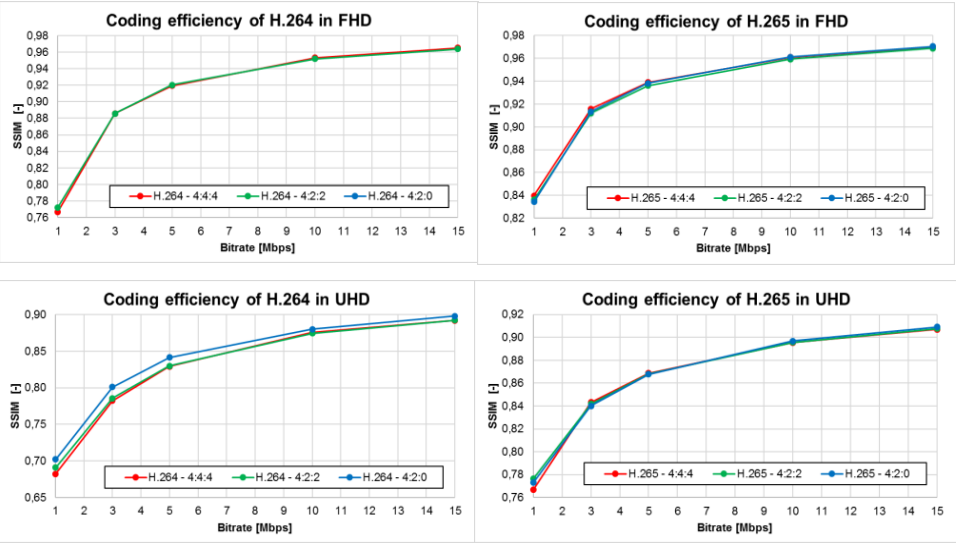 Coding efficiency of H.264 in FHD
SSIM [-]
0,98
0,96
0,94
0,92
0,90
0,88
0,86
0,84
0,82
0,80
0,78
0,76
H.264 - 4:4:4 H.264 - 4:2:2 H.264 - 4:2:0
1 2 3 4 5 6 7 8 9 10 11 12 13 14 15
Bitrate [Mbps]
Coding efficiency of H.265 in FHD
SSIM [-]
0,98
0,96
0,94
0,92
0,90
0,88
0,86
0,84
0,82
H.265 - 4:4:4 H.265 - 4:2:2 H.265 - 4:2:0
1 2 3 4 5 6 7 8 9 10 11 12 13 14 15
Bitrate [Mbps]
Coding efficiency of H.264 in UHD
SSIM [-]
0,90
0,85
0,80
0,75
0,70
0,65
H.264 - 4:4:4 H.264 - 4:2:2 H.264 - 4:2:0
1 2 3 4 5 6 7 8 9 10 11 12 13 14 15
Bitrate [Mbps]
Coding efficiency of H.265 in UHD
SSIM [-]
0,92
0,90
0,88
0,86
0,84
0,82
0,80
0,78
0,76
H.265 - 4:4:4 H.265 - 4:2:2 H.265 - 4:2:0
1 2 3 4 5 6 7 8 9 10 11 12 13 14 15
Bitrate [Mbps]